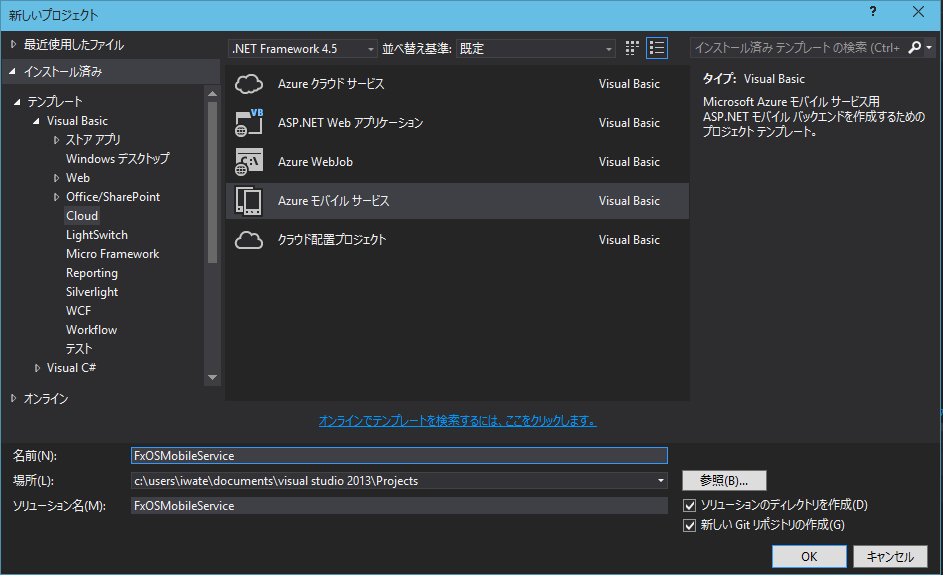 新しいプロジェクト
?
最近使用したファイル
.NET Framework 4.5 並べ替え基準: 既定
インストール済み テンプレート の検索 (Ctrl+
インストール済み
テンプレート
Visual Basic
ストア アプリ
Windows デスクトップ
Web
Office/SharePoint
Cloud
LightSwitch
Micro Framework
Reporting
Silverlight
WCF
Workflow
テスト
Visual C#
オンライン
Azure クラウド サービス Visual Basic
VB
ASP.NET Web アプリケーション Visual Basic
Azure WebJob Visual Basic
Azure モバイル サービス Visual Basic
クラウド配置プロジェクト Visual Basic
タイプ: Visual Basic
Microsoft Azure モバイル サービス用
ASP.NET モバイル バックエンドを作成するための
プロジェクト テンプレート。
オンラインでテンプレートを検索するには、ここをクリックします。
名前(N): FxOSMobileService
場所(L): c:\users\iwate\documents\visual studio 2013\Projects 参照(B)...
ソリューション名(M): FxOSMobileService
ソリューションのディレクトリを作成(D)
新しい Git リポジトリの作成(G)
OK キャンセル